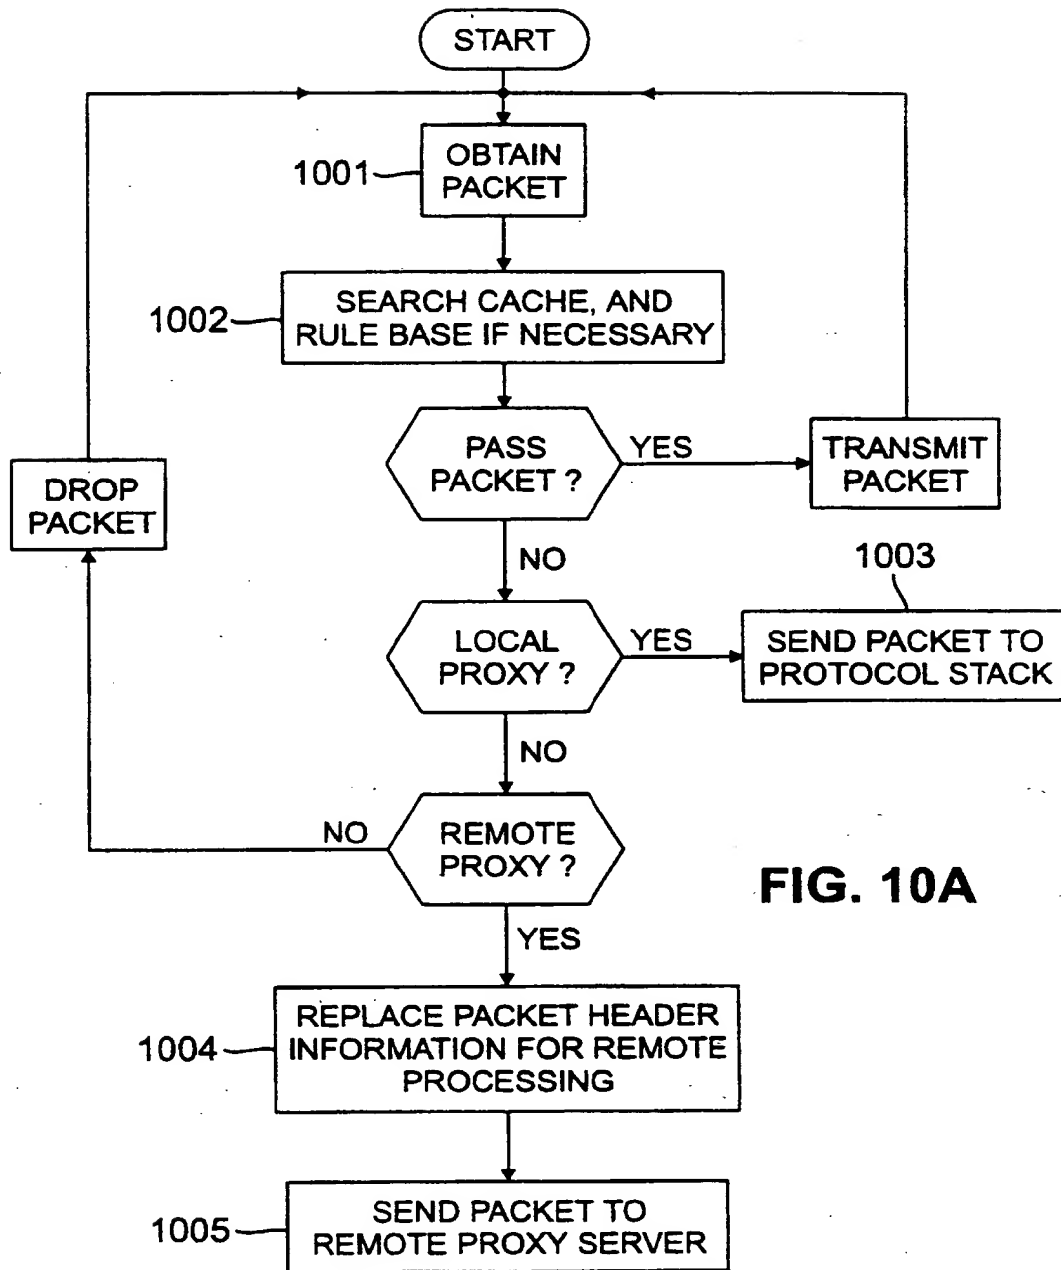 START
1001
OBTAIN
PACKET
1002
SEARCH CACHE, AND
RULE BASE IF NECESSARY
PASS
PACKET ?
YES
TRANSMIT
PACKET
DROP
PACKET
NO
1003
LOCAL
PROXY ?
YES
SEND PACKET TO
PROTOCOL STACK
NO
REMOTE
PROXY ?
NO
YES
FIG. 10A
1004
REPLACE PACKET HEADER
INFORMATION FOR REMOTE
PROCESSING
1005
SEND PACKET TO
REMOTE PROXY SERVER